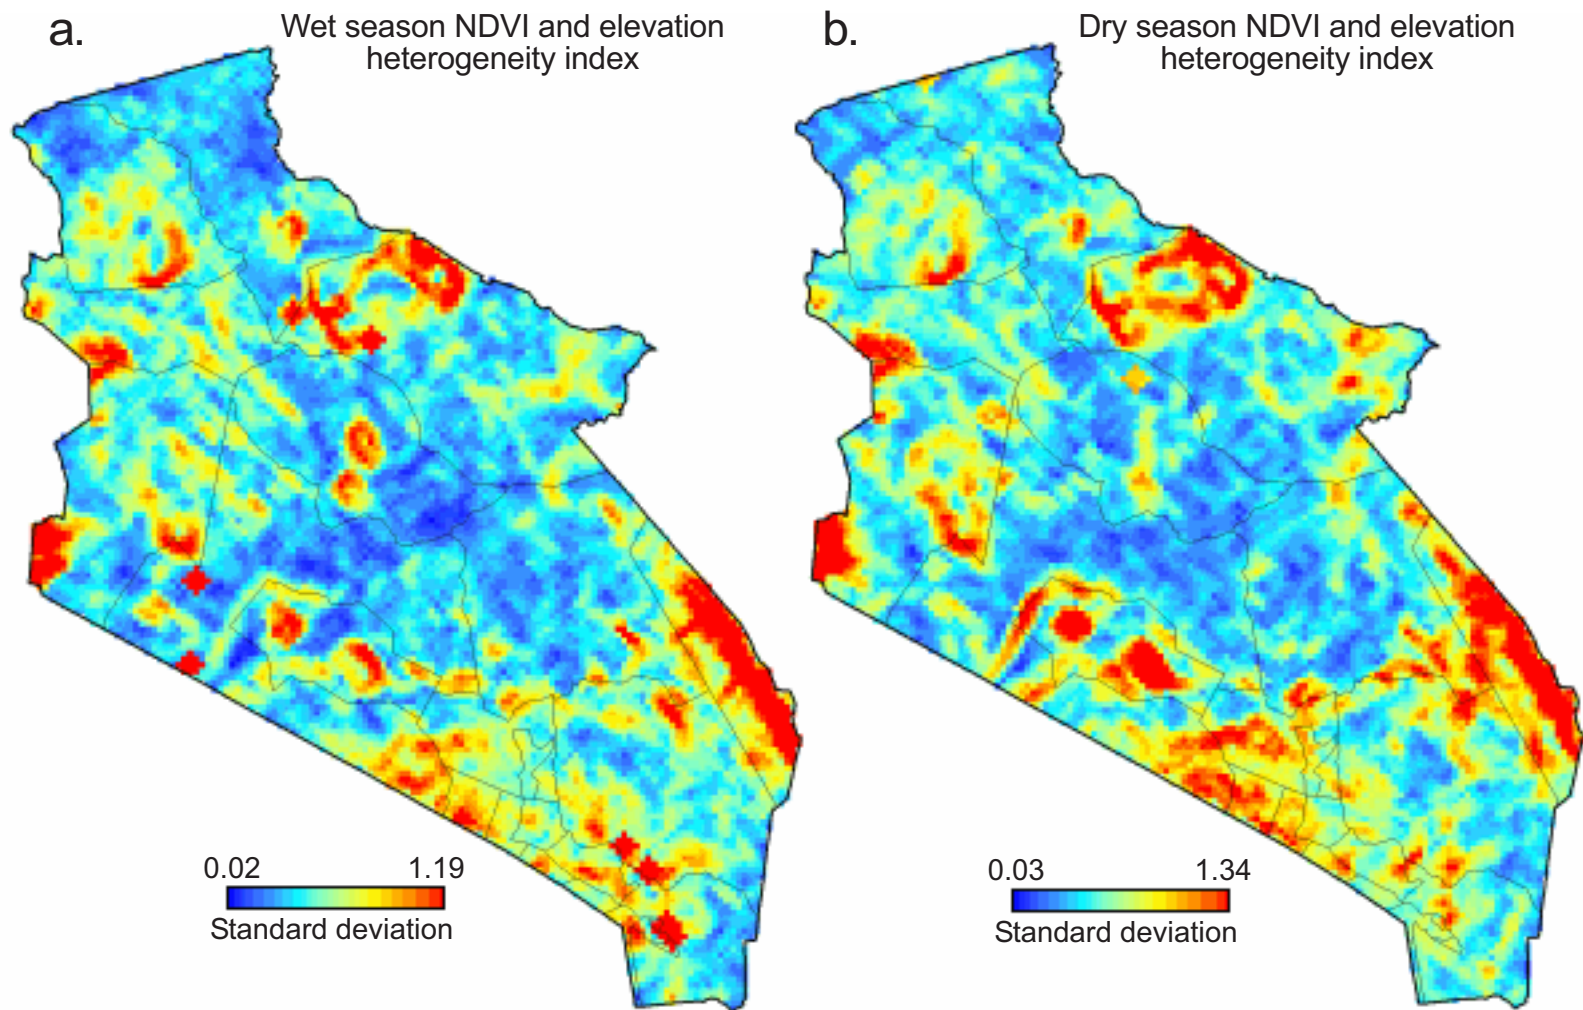 a.
Wet season NDVI and elevation
heterogeneity index
b.
Dry season NDVI and elevation
heterogeneity index
0.02 1.19
Standard deviation
0.03 1.34
Standard deviation